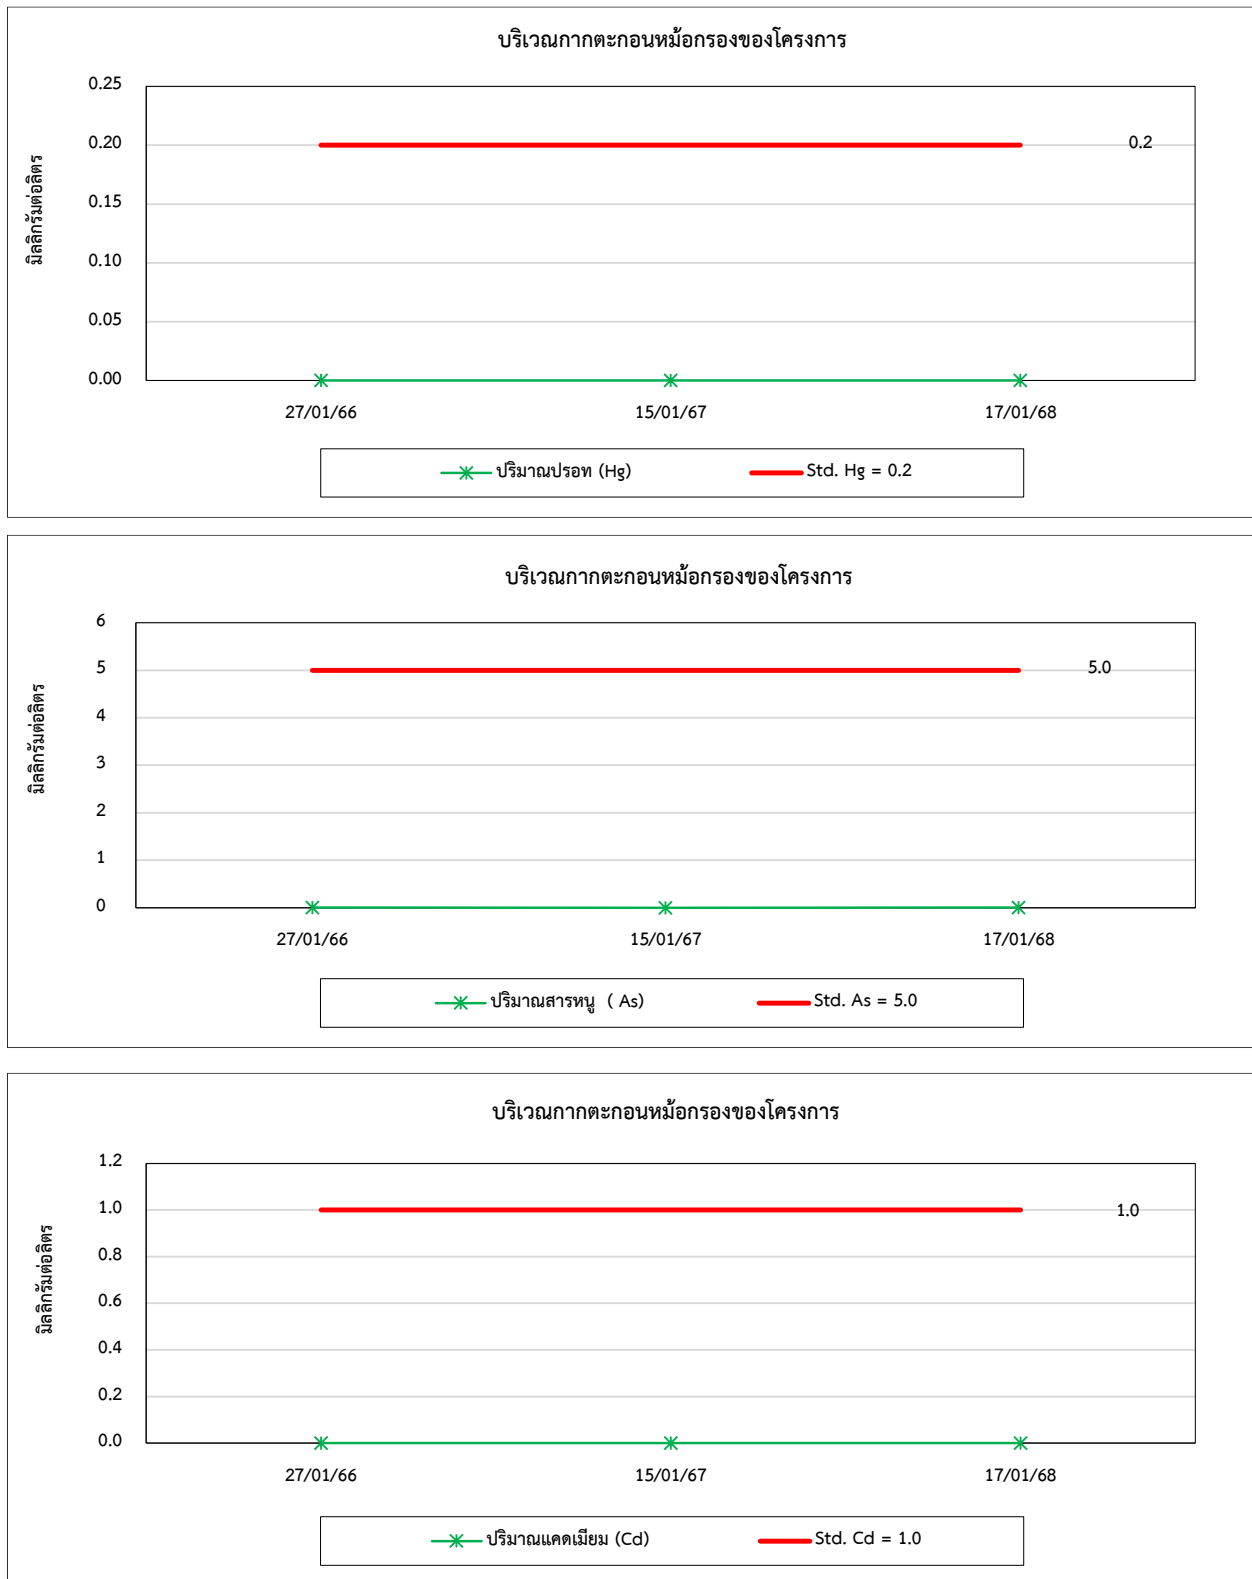 บริเวณกากตะกอนหม้อกรองของโครงการ
มิลลิกรัมต่อลิตร
0.25
0.20
0.15
0.10
0.05
0.00
0.2
27/01/66 15/01/67 17/01/68
ปริมาณปรอท (Hg) Std. Hg = 0.2
บริเวณกากตะกอนหม้อกรองของโครงการ
มิลลิกรัมต่อลิตร
6
5
4
3
2
1
0
5.0
27/01/66 15/01/67 17/01/68
ปริมาณสารหนู ( As) Std. As = 5.0
บริเวณกากตะกอนหม้อกรองของโครงการ
มิลลิกรัมต่อลิตร
1.2
1.0
0.8
0.6
0.4
0.2
0.0
1.0
27/01/66 15/01/67 17/01/68
ปริมาณแคดเมียม (Cd) Std. Cd = 1.0